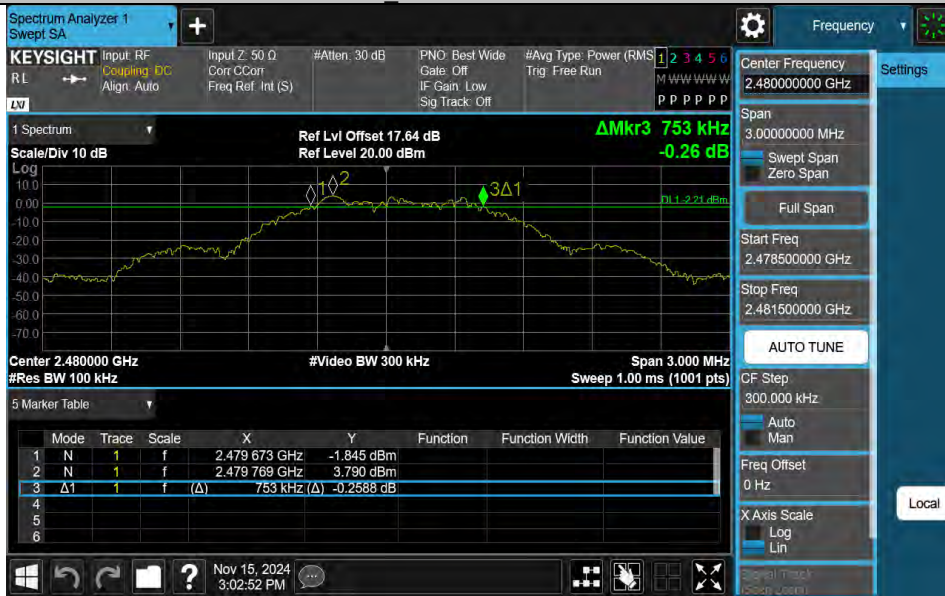 Spectrum Analyzer 1
Swept SA
+
Frequency
KEYSIGHT
RL
LXI
Input: RF
Coupling: DC
Align: Auto
Input Z: 50 Ω
Corr CCorr
Freq Ref: Int (S)
#Atten: 30 dB
PNO: Best Wide
Gate: Off
IF Gain: Low
Sig Track: Off
#Avg Type: Power (RMS
Trig: Free Run
1 2 3 4 5 6
M W W W W W
P P P P P P
1 Spectrum
Scale/Div 10 dB
Log
Ref Lvl Offset 17.64 dB
Ref Level 20.00 dBm
ΔMkr3 753 kHz
-0.26 dB
10.0
0.00
-10.0
-20.0
-30.0
-40.0
-50.0
-60.0
-70.0
1
2
3Δ1
DL1 -2.21 dBm
Center 2.480000 GHz
#Video BW 300 kHz
Span 3.000 MHz
#Res BW 100 kHz
Sweep 1.00 ms (1001 pts)
5 Marker Table
Mode Trace Scale X Y Function Function Width Function Value
1 N 1 f 2.479 673 GHz -1.845 dBm
2 N 1 f 2.479 769 GHz 3.790 dBm
3 Δ1 1 f (Δ) 753 kHz (Δ) -0.2588 dB
4
5
6
?
Nov 15, 2024
3:02:52 PM
Center Frequency
2.480000000 GHz
Span
3.00000000 MHz
Swept Span
Zero Span
Full Span
Start Freq
2.478500000 GHz
Stop Freq
2.481500000 GHz
AUTO TUNE
CF Step
300.000 kHz
Auto
Man
Freq Offset
0 Hz
X Axis Scale
Log
Lin
Signal Track
(Span Zoom)
Settings
Local